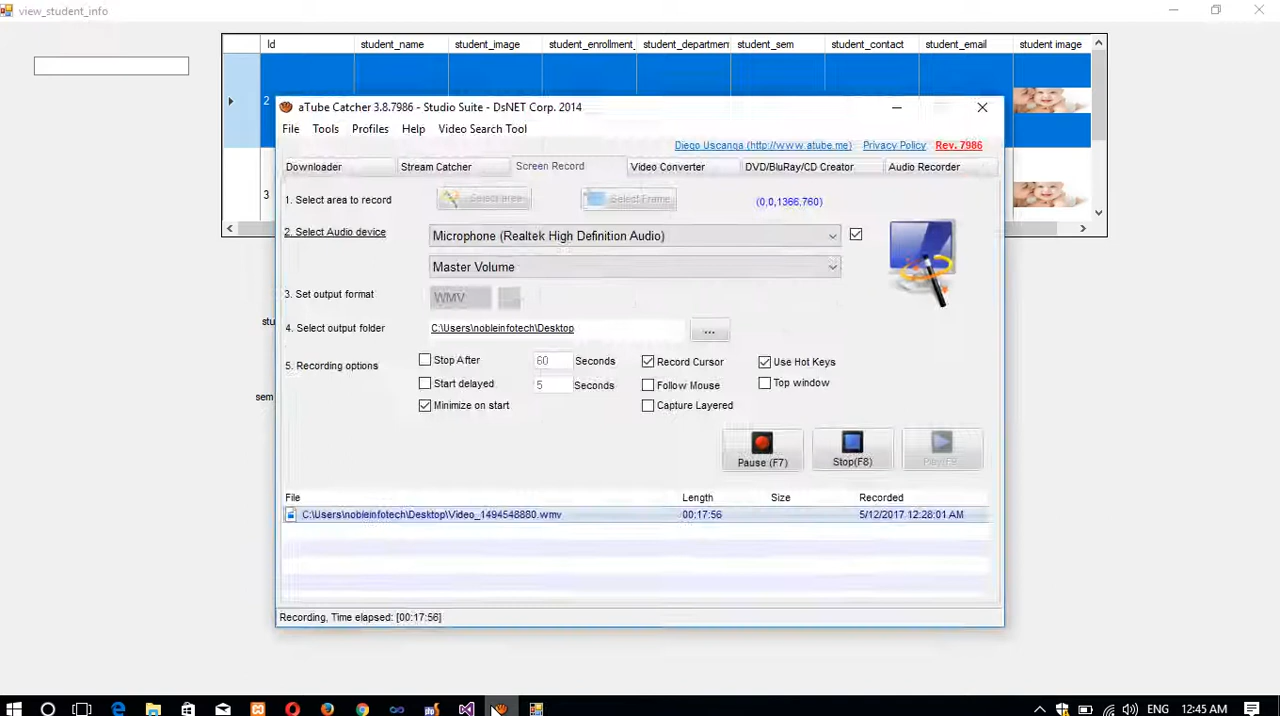 view_student_info
Id student_name student_image student_enrollment_ student_departmen student_sem student_contact student_email student image
2
aTube Catcher 3.8.7986 - Studio Suite - DsNET Corp. 2014
File Tools Profiles Help Video Search Tool
Diego Uscanga (http://www.atube.me) Privacy Policy Rev. 7986
Downloader Stream Catcher Screen Record Video Converter DVD/BluRay/CD Creator Audio Recorder
3
1. Select area to record Select area Select Frame (0,0,1366,760)
2. Select Audio device Microphone (Realtek High Definition Audio)
Master Volume
3. Set output format WMV
stu
4. Select output folder C:\Users\nobleinfotech\Desktop ...
5. Recording options Stop After 60 Seconds Record Cursor Use Hot Keys
Start delayed 5 Seconds Follow Mouse Top window
sem
Minimize on start Capture Layered
Pause (F7) Stop(F8) Play(F9
File Length Size Recorded
C:\Users\nobleinfotech\Desktop\Video_1494548880.wmv 00:17:56 5/12/2017 12:28:01 AM
Recording, Time elapsed: [00:17:56]
ENG 12:45 AM